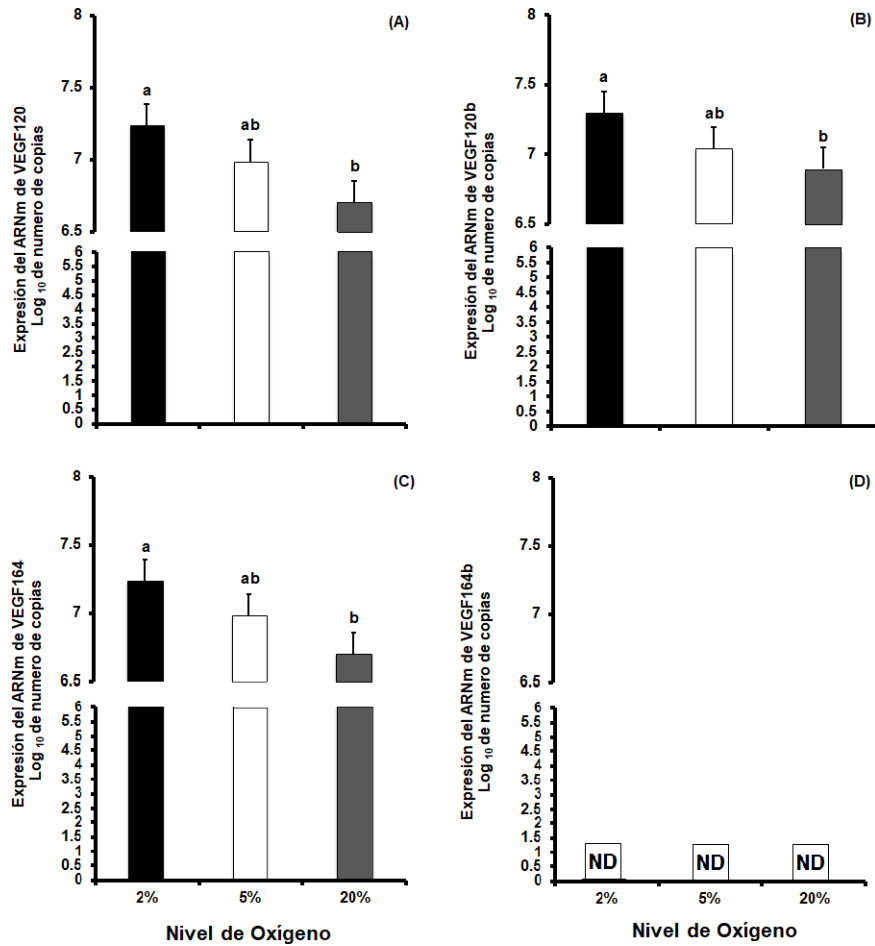 (A)
Expresión del ARNm de VEGF120
Log 10 de numero de copias
8
7.5
7
6.5
6
5.5
5
4.5
4
3.5
3
2.5
2
1.5
1
0.5
0
a
ab
b
(B)
Expresión del ARNm de VEGF120b
Log 10 de numero de copias
8
7.5
7
6.5
6
5.5
5
4.5
4
3.5
3
2.5
2
1.5
1
0.5
0
a
ab
b
(C)
Expresión del ARNm de VEGF164
Log 10 de numero de copias
8
7.5
7
6.5
6
5.5
5
4.5
4
3.5
3
2.5
2
1.5
1
0.5
0
a
ab
b
2% 5% 20%
Nivel de Oxígeno
(D)
Expresión del ARNm de VEGF164b
Log 10 de numero de copias
8
7.5
7
6.5
6
5.5
5
4.5
4
3.5
3
2.5
2
1.5
1
0.5
0
ND ND ND
2% 5% 20%
Nivel de Oxígeno